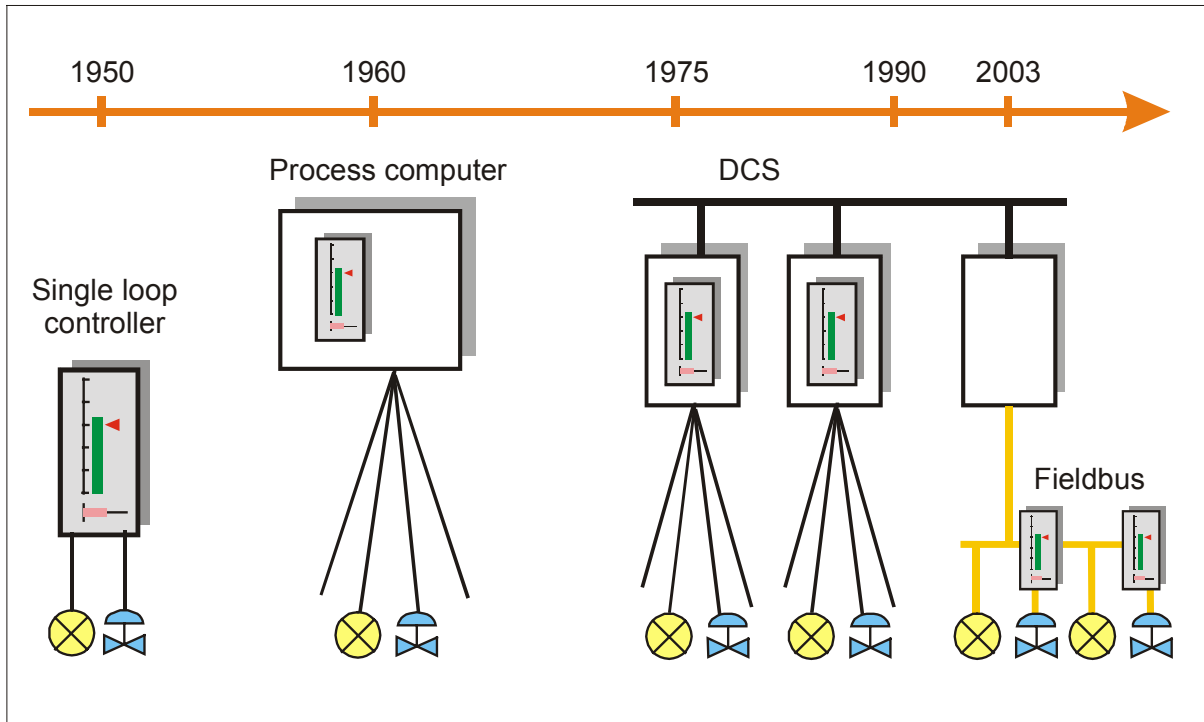 1950
1960
1975
1990
2003
Process computer
DCS
Single loop
controller
Fieldbus